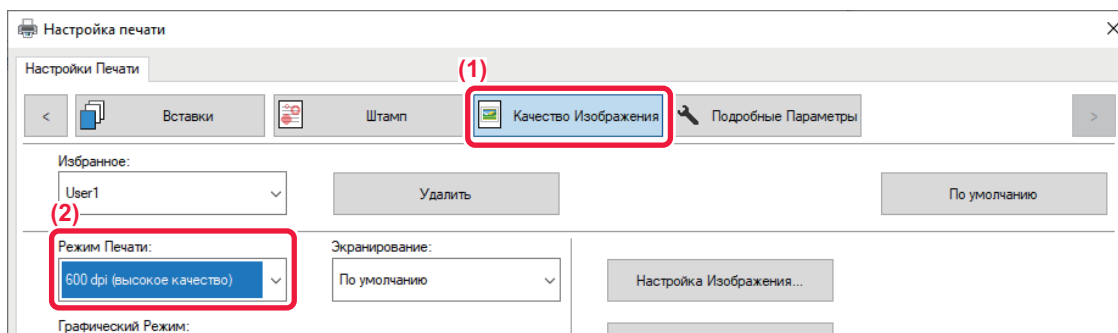 Настройка печати
Настройки Печати
(1)
< Вставки Штамп Качество Изображения Подробные Параметры >
Избранное:
User1 Удалить По умолчанию
(2)
Режим Печати: Экранирование:
600 dpi (высокое качество) По умолчанию Настройка Изображения...
Графический Режим: